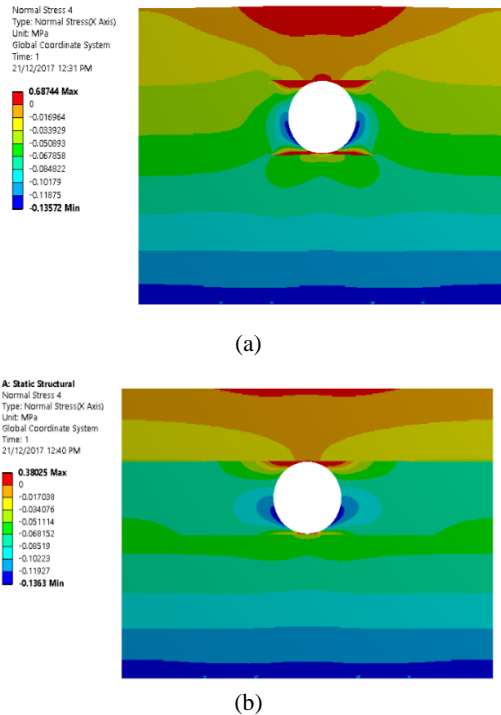 Normal Stress 4
Type: Normal Stress(X Axis)
Unit: MPa
Global Coordinate System
Time: 1
21/12/2017 12:31 PM
0.68744 Max
0
-0.016964
-0.033929
-0.050893
-0.067858
-0.084822
-0.10179
-0.11875
-0.13572 Min
(a)
A: Static Structural
Normal Stress 4
Type: Normal Stress(X Axis)
Unit: MPa
Global Coordinate System
Time: 1
21/12/2017 12:40 PM
0.38025 Max
0
-0.017038
-0.034076
-0.051114
-0.068152
-0.08519
-0.10223
-0.11927
-0.1363 Min
(b)